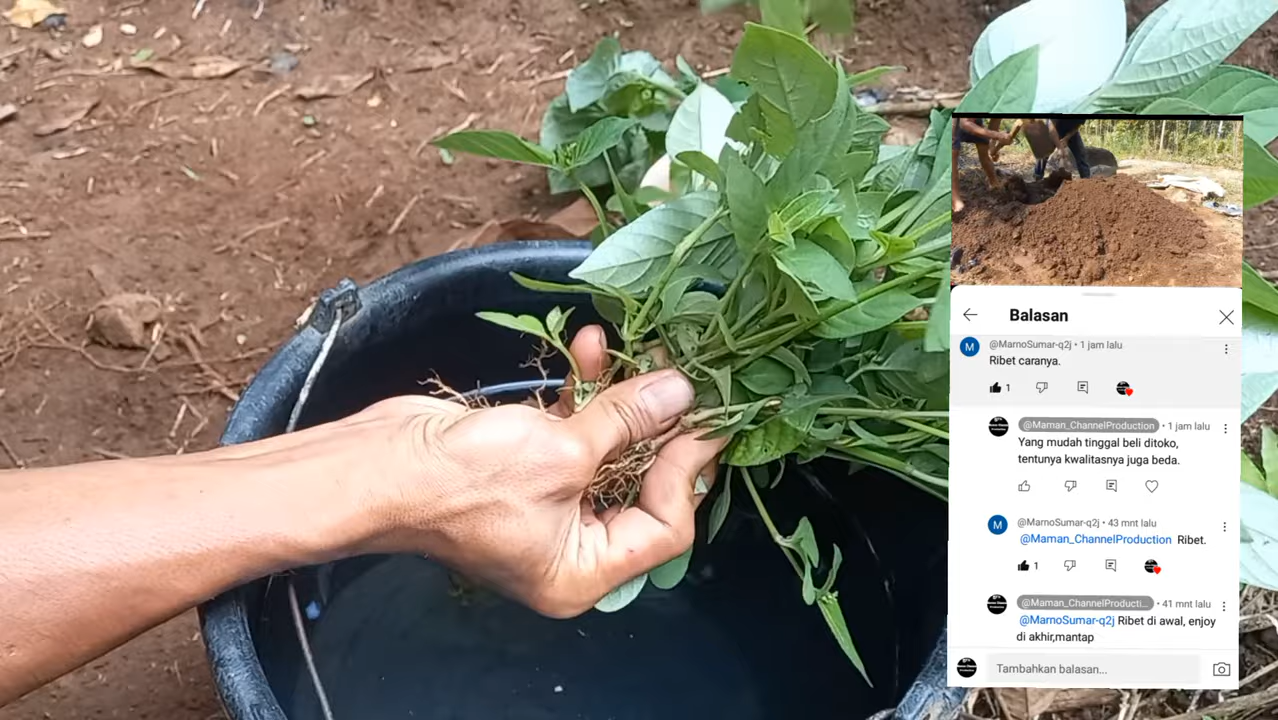 Balasan
M
@MarnoSumar-q2j • 1 jam lalu
Ribet caranya.
1
@Maman_ChannelProduction • 1 jam lalu
Yang mudah tinggal beli ditoko,
tentunya kwalitasnya juga beda.
M
@MarnoSumar-q2j • 43 mnt lalu
@Maman_ChannelProduction Ribet.
1
@Maman_ChannelProducti... • 41 mnt lalu
@MarnoSumar-q2j Ribet di awal, enjoy
di akhir,mantap
Tambahkan balasan...